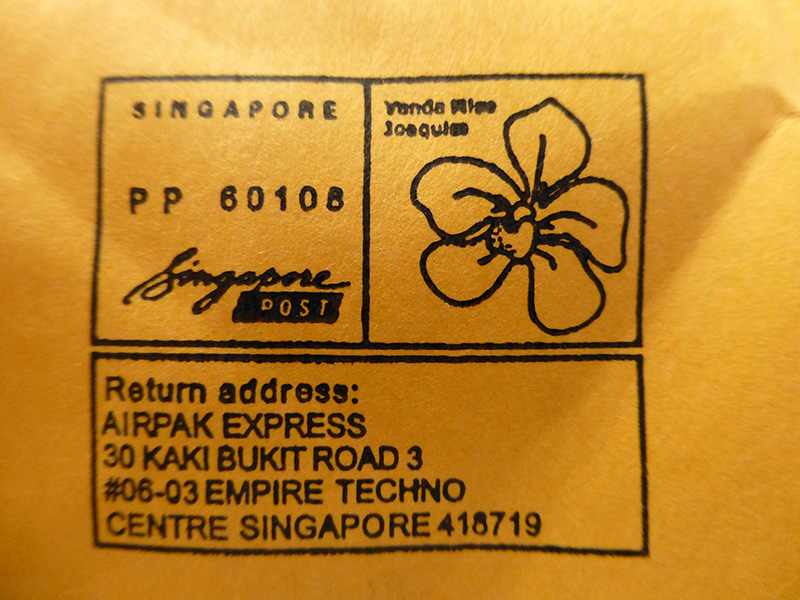 SINGAPORE
PP 60108
Singapore
POST
Vanda Miss
Joaquim
Return address:
AIRPAK EXPRESS
30 KAKI BUKIT ROAD 3
#06-03 EMPIRE TECHNO
CENTRE SINGAPORE 418719